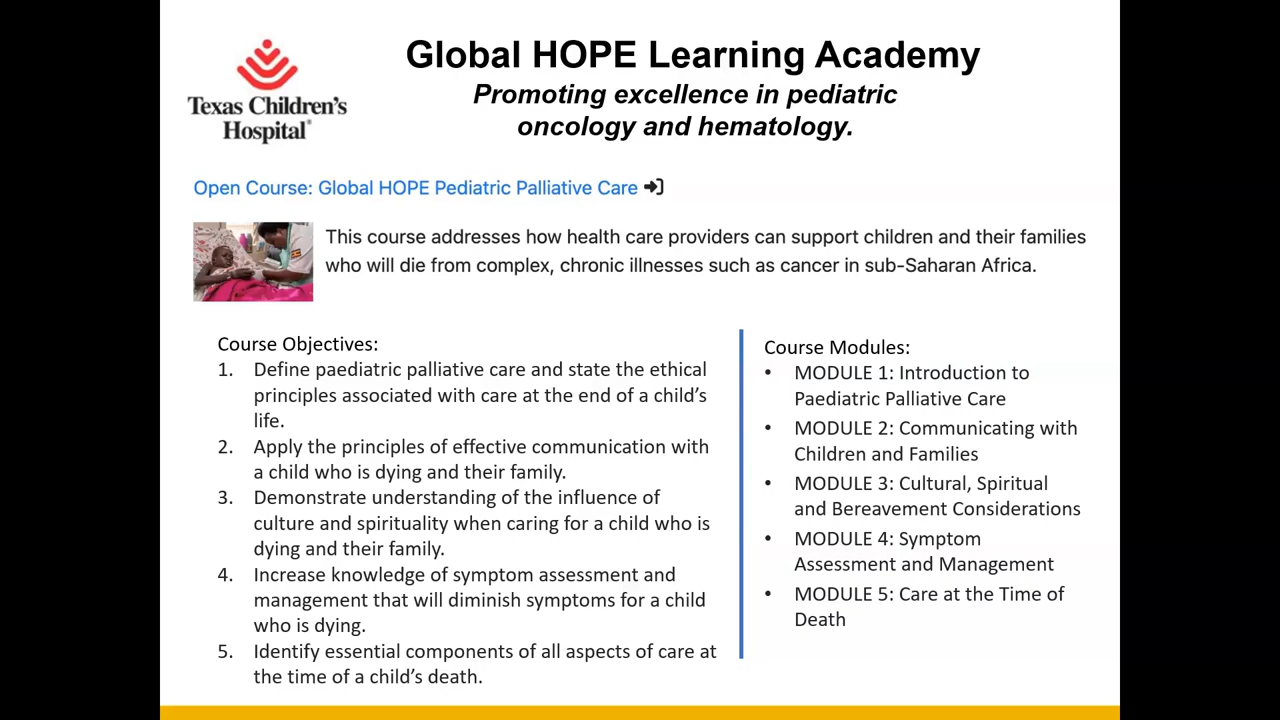 Texas Children's
Hospital®
Global HOPE Learning Academy
Promoting excellence in pediatric
oncology and hematology.
Open Course: Global HOPE Pediatric Palliative Care
This course addresses how health care providers can support children and their families
who will die from complex, chronic illnesses such as cancer in sub-Saharan Africa.
Course Objectives:
1. Define paediatric palliative care and state the ethical
principles associated with care at the end of a child's
life.
2. Apply the principles of effective communication with
a child who is dying and their family.
3. Demonstrate understanding of the influence of
culture and spirituality when caring for a child who is
dying and their family.
4. Increase knowledge of symptom assessment and
management that will diminish symptoms for a child
who is dying.
5. Identify essential components of all aspects of care at
the time of a child's death.
Course Modules:
• MODULE 1: Introduction to
Paediatric Palliative Care
• MODULE 2: Communicating with
Children and Families
• MODULE 3: Cultural, Spiritual
and Bereavement Considerations
• MODULE 4: Symptom
Assessment and Management
• MODULE 5: Care at the Time of
Death